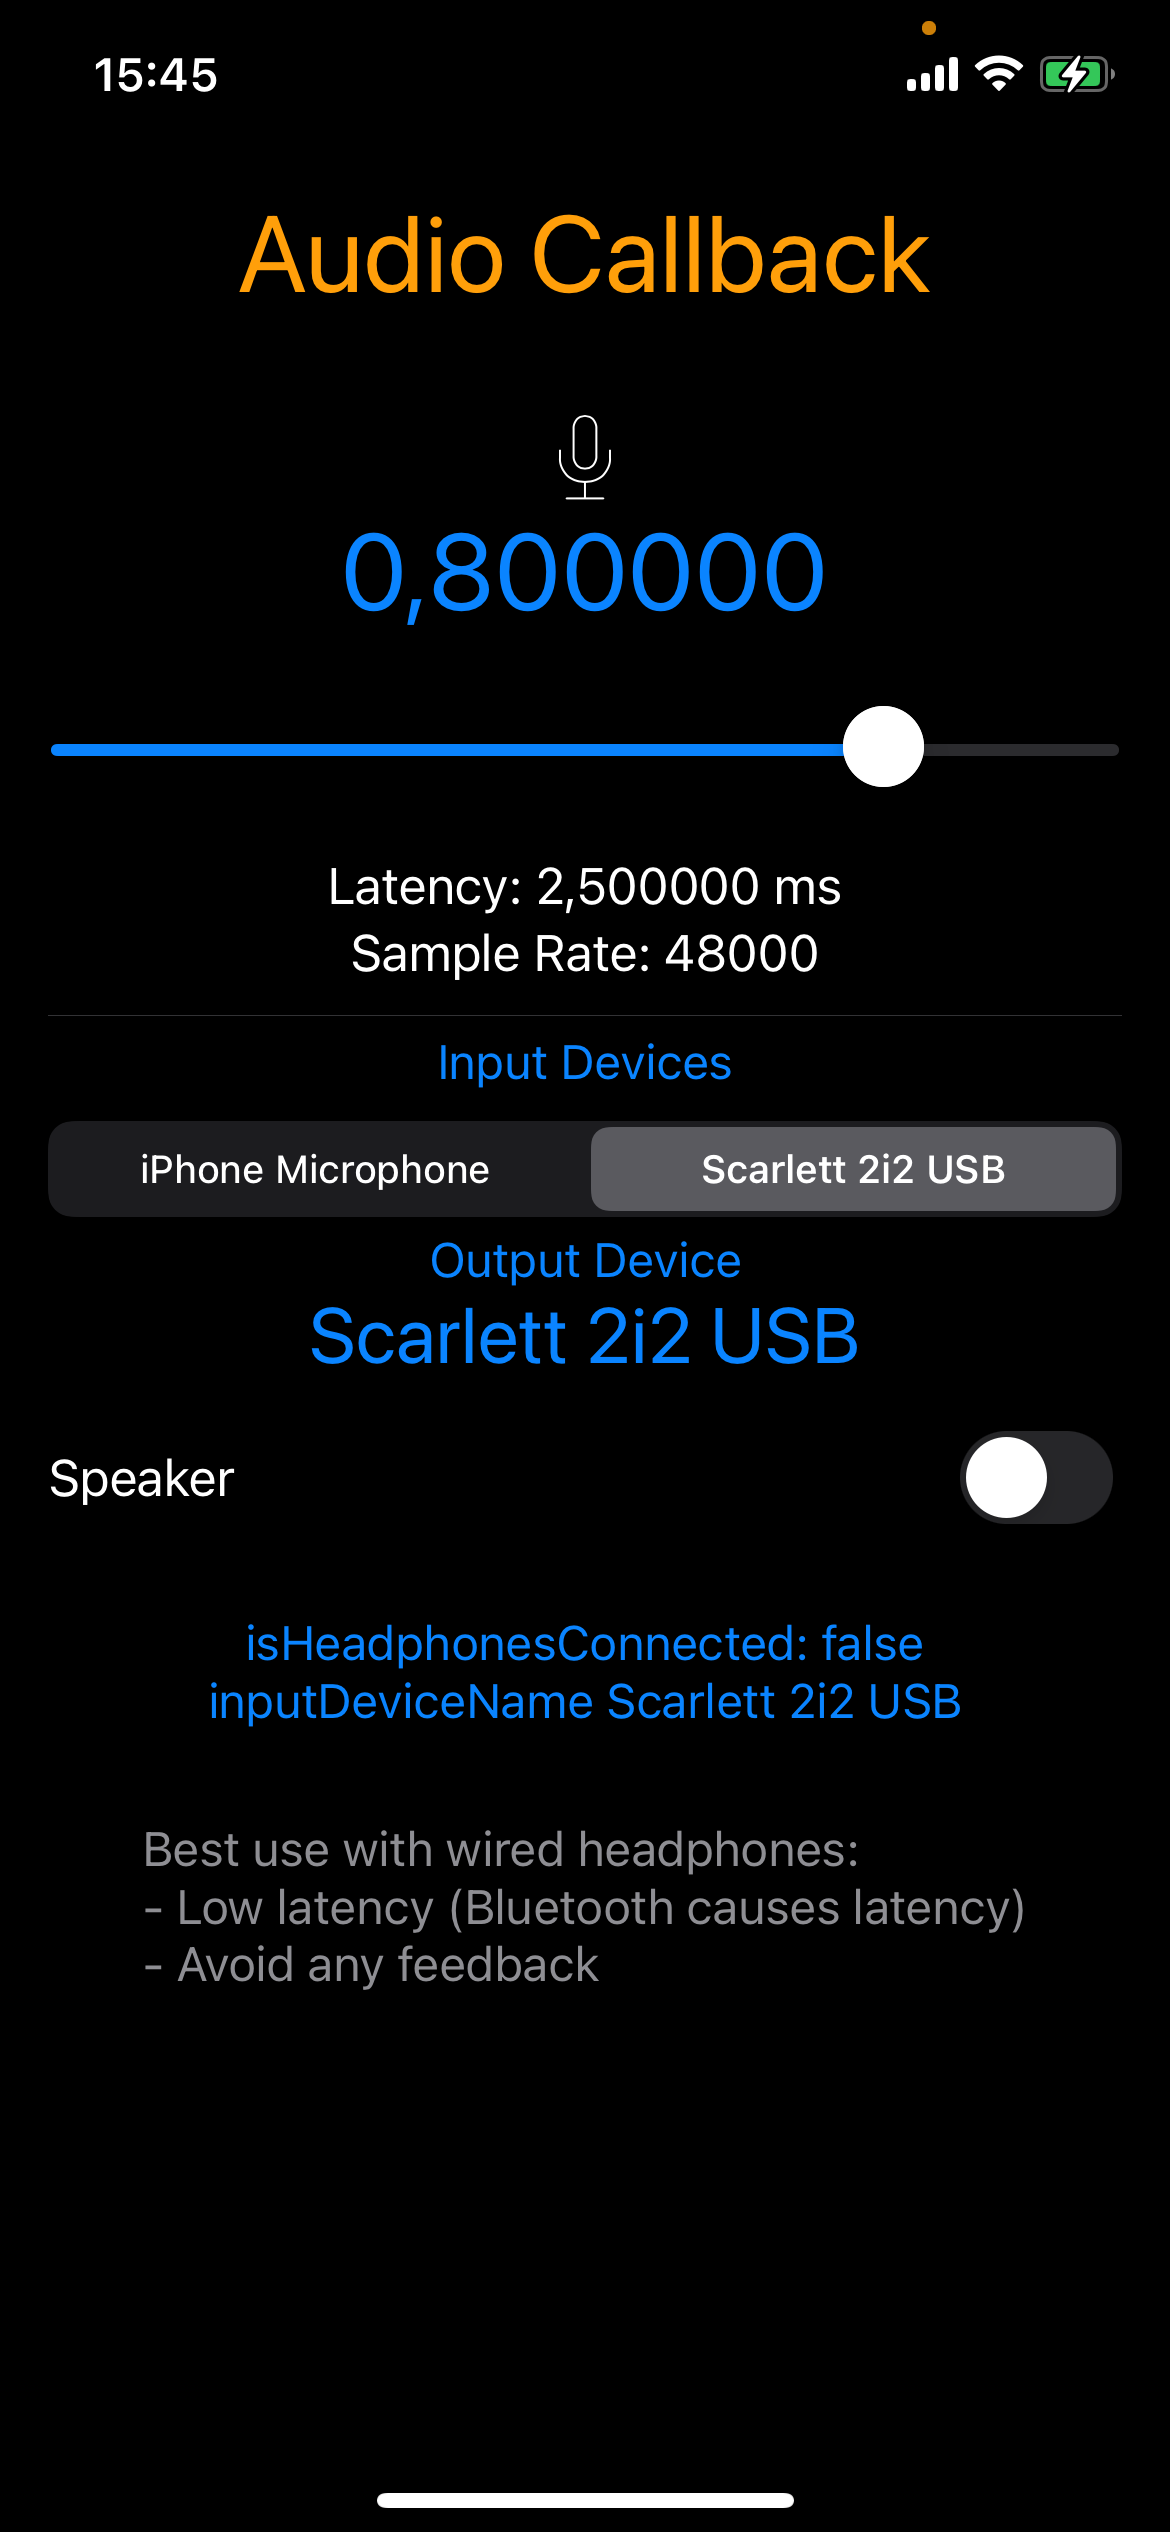 15:45
Audio Callback
0,800000
Latency: 2,500000 ms
Sample Rate: 48000
Input Devices
iPhone Microphone
Scarlett 2i2 USB
Output Device
Scarlett 2i2 USB
Speaker
isHeadphonesConnected: false
inputDeviceName Scarlett 2i2 USB
Best use with wired headphones:
- Low latency (Bluetooth causes latency)
- Avoid any feedback